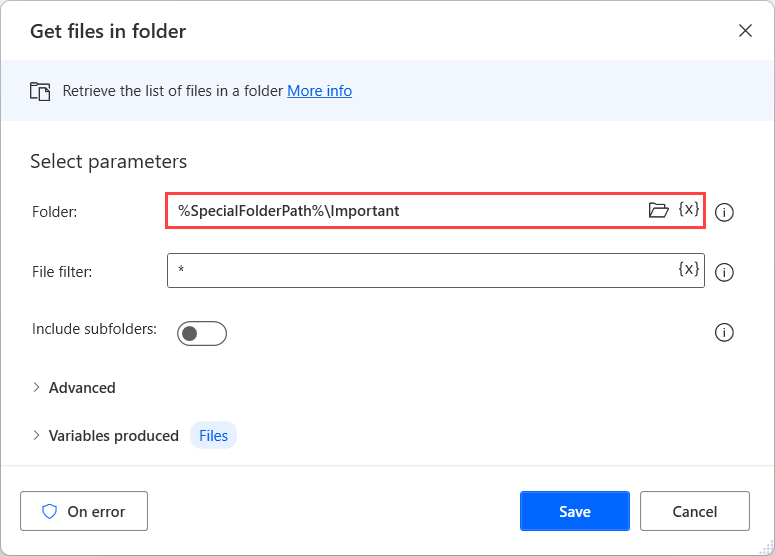 Get files in folder
Retrieve the list of files in a folder More info
Select parameters
Folder: %SpecialFolderPath%\Important {x}
File filter: * {x}
Include subfolders:
Advanced
Variables produced Files
On error Save Cancel